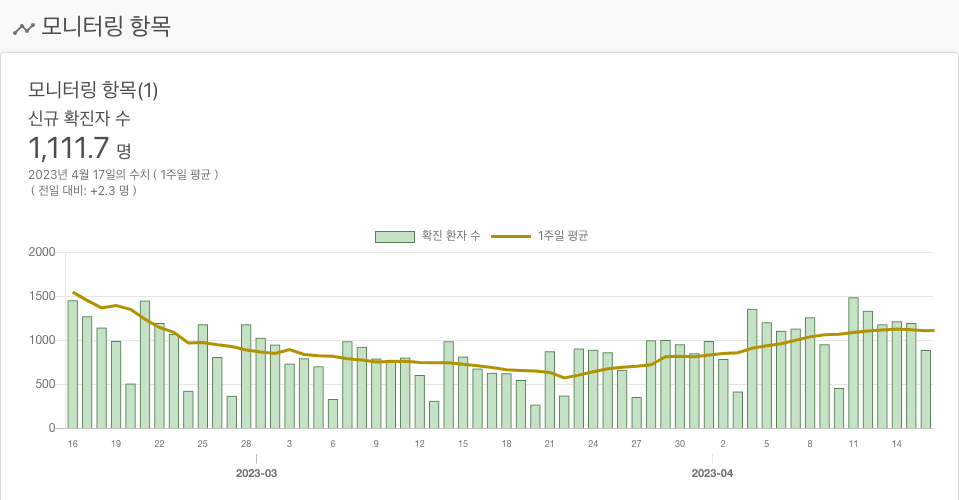 모니터링 항목
모니터링 항목(1)
신규 확진자 수
1,111.7 명
2023년 4월 17일의 수치 ( 1주일 평균 )
( 전일 대비: +2.3 명 )
확진 환자 수 1주일 평균
2000
1500
1000
500
0
16 19 22 25 28 3 6 9 12 15 18 21 24 27 30 2 5 8 11 14
2023-03 2023-04